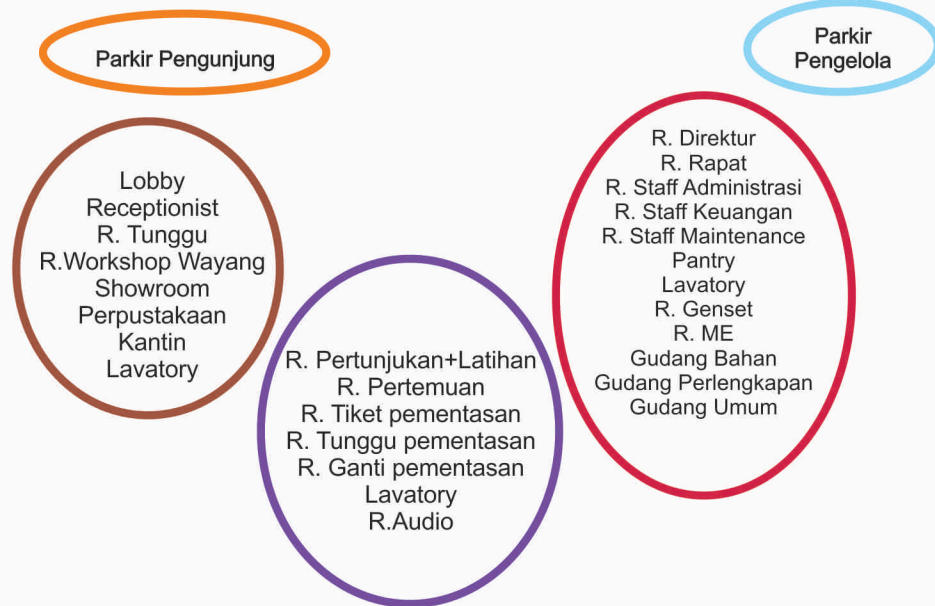 Parkir Pengunjung
Parkir
Pengelola
Lobby
Receptionist
R. Tunggu
R.Workshop Wayang
Showroom
Perpustakaan
Kantin
Lavatory
R. Pertunjukan+Latihan
R. Pertemuan
R. Tiket pementasan
R. Tunggu pementasan
R. Ganti pementasan
Lavatory
R.Audio
R. Direktur
R. Rapat
R. Staff Administrasi
R. Staff Keuangan
R. Staff Maintenance
Pantry
Lavatory
R. Genset
R. ME
Gudang Bahan
Gudang Perlengkapan
Gudang Umum